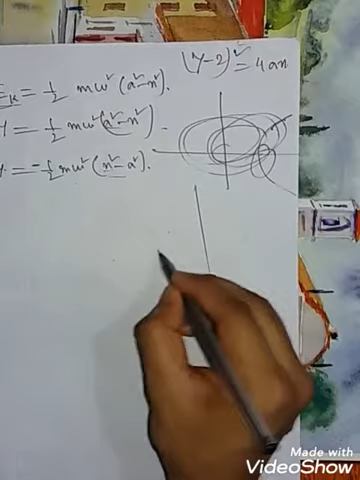 (y-2)² = 4ax
E_K = ½ mω² (a²-x²).
y = ½ mω² (a²-x²).
y = -½ mω² (x²-a²).
Made with
VideoShow